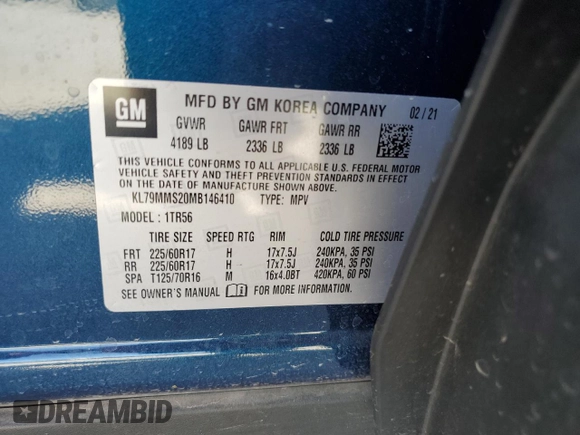 GM
MFD BY GM KOREA COMPANY 02/21
GVWR GAWR FRT GAWR RR
4189 LB 2336 LB 2336 LB
THIS VEHICLE CONFORMS TO ALL APPLICABLE U.S. FEDERAL MOTOR
VEHICLE SAFETY AND THEFT PREVENTION STANDARDS IN EFFECT
ON THE DATE OF MANUFACTURE SHOWN ABOVE.
KL79MMS20MB146410 TYPE: MPV
MODEL: 1TR56
TIRE SIZE SPEED RTG RIM COLD TIRE PRESSURE
FRT 225/60R17 H 17x7.5J 240KPA, 35 PSI
RR 225/60R17 H 17x7.5J 240KPA, 35 PSI
SPA T125/70R16 M 16x4.0BT 420KPA, 60 PSI
SEE OWNER'S MANUAL FOR MORE INFORMATION.
DREAMBID